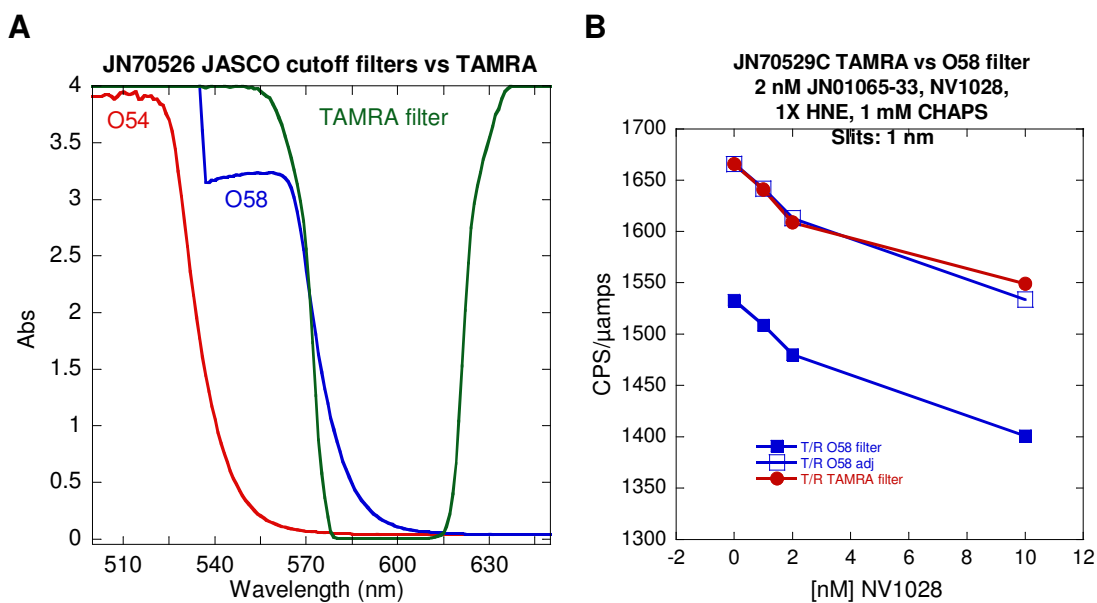 A
JN70526 JASCO cutoff filters vs TAMRA
4
3.5
3
2.5
2
1.5
1
0.5
0
Abs
O54
O58
TAMRA filter
510
540
570
600
630
Wavelength (nm)
B
JN70529C TAMRA vs O58 filter
2 nM JN01065-33, NV1028,
1X HNE, 1 mM CHAPS
Slits: 1 nm
1700
1650
1600
1550
1500
1450
1400
1350
1300
CPS/µamps
T/R O58 filter
T/R O58 adj
T/R TAMRA filter
-2
0
2
4
6
8
10
12
[nM] NV1028